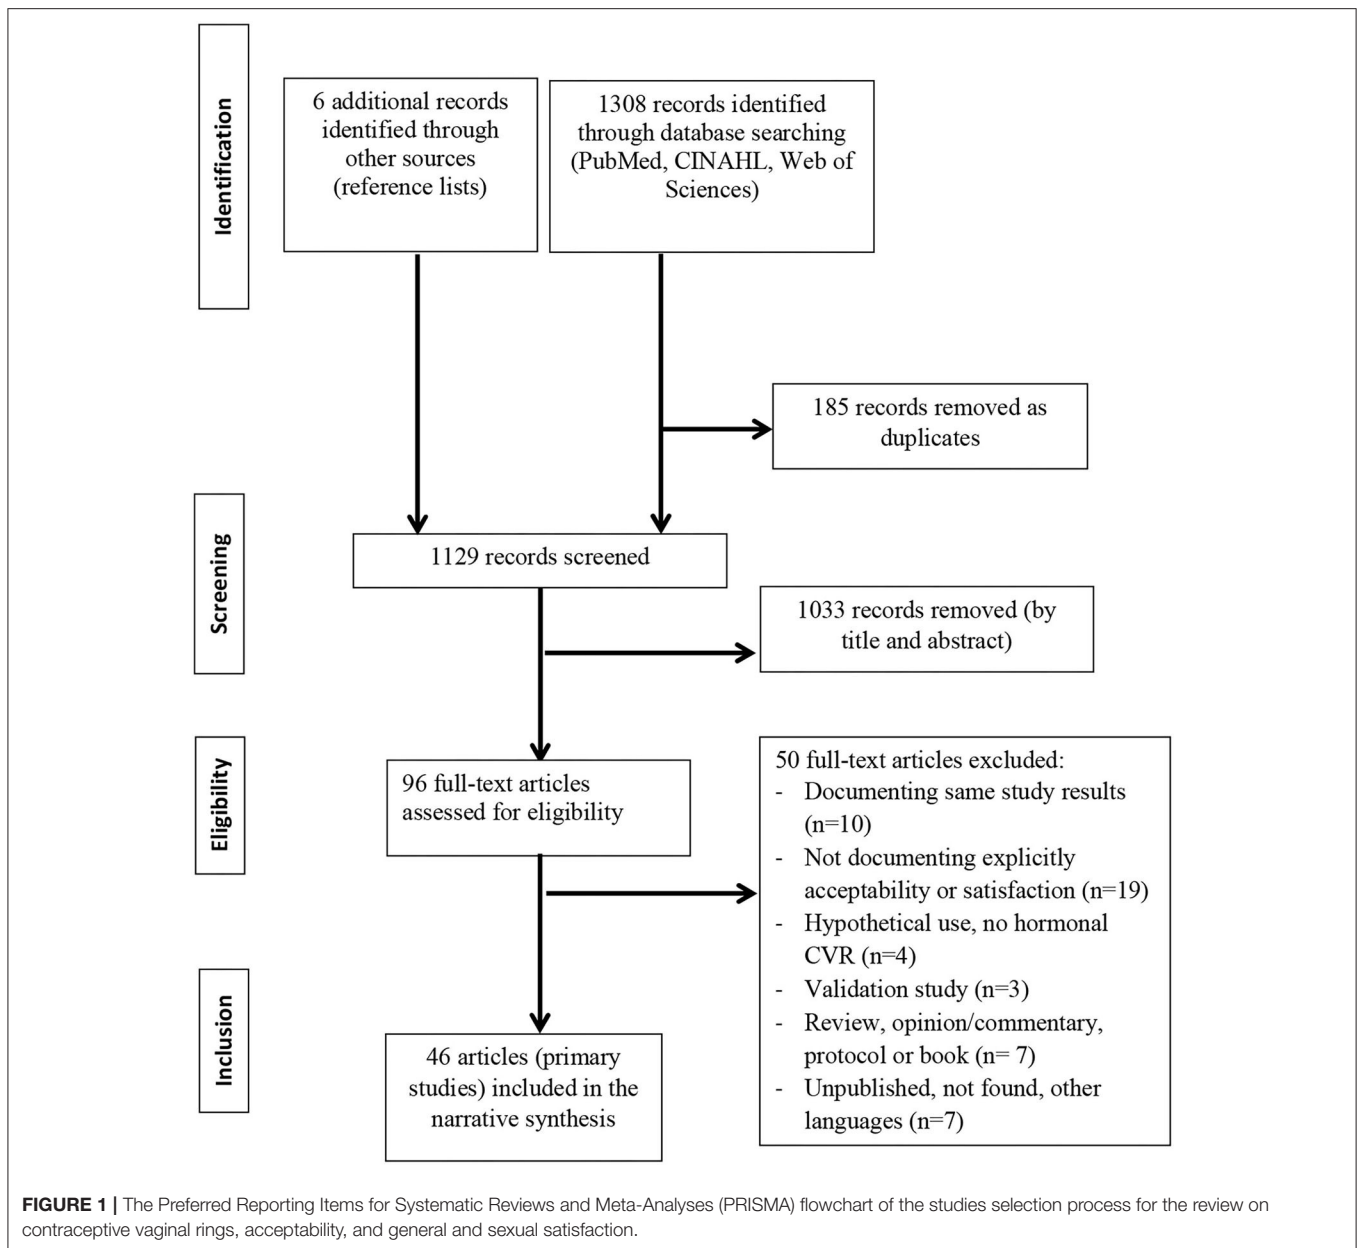 Identification
6 additional records
identified through
other sources
(reference lists)
1308 records identified
through database searching
(PubMed, CINAHL, Web of
Sciences)
185 records removed as
duplicates
Screening
1129 records screened
1033 records removed (by
title and abstract)
Eligibility
96 full-text articles
assessed for eligibility
50 full-text articles excluded:
- Documenting same study results
(n=10)
- Not documenting explicitly
acceptability or satisfaction (n=19)
- Hypothetical use, no hormonal
CVR (n=4)
- Validation study (n=3)
- Review, opinion/commentary,
protocol or book (n= 7)
- Unpublished, not found, other
languages (n=7)
Inclusion
46 articles (primary
studies) included in the
narrative synthesis
FIGURE 1 | The Preferred Reporting Items for Systematic Reviews and Meta-Analyses (PRISMA) flowchart of the studies selection process for the review on
contraceptive vaginal rings, acceptability, and general and sexual satisfaction.